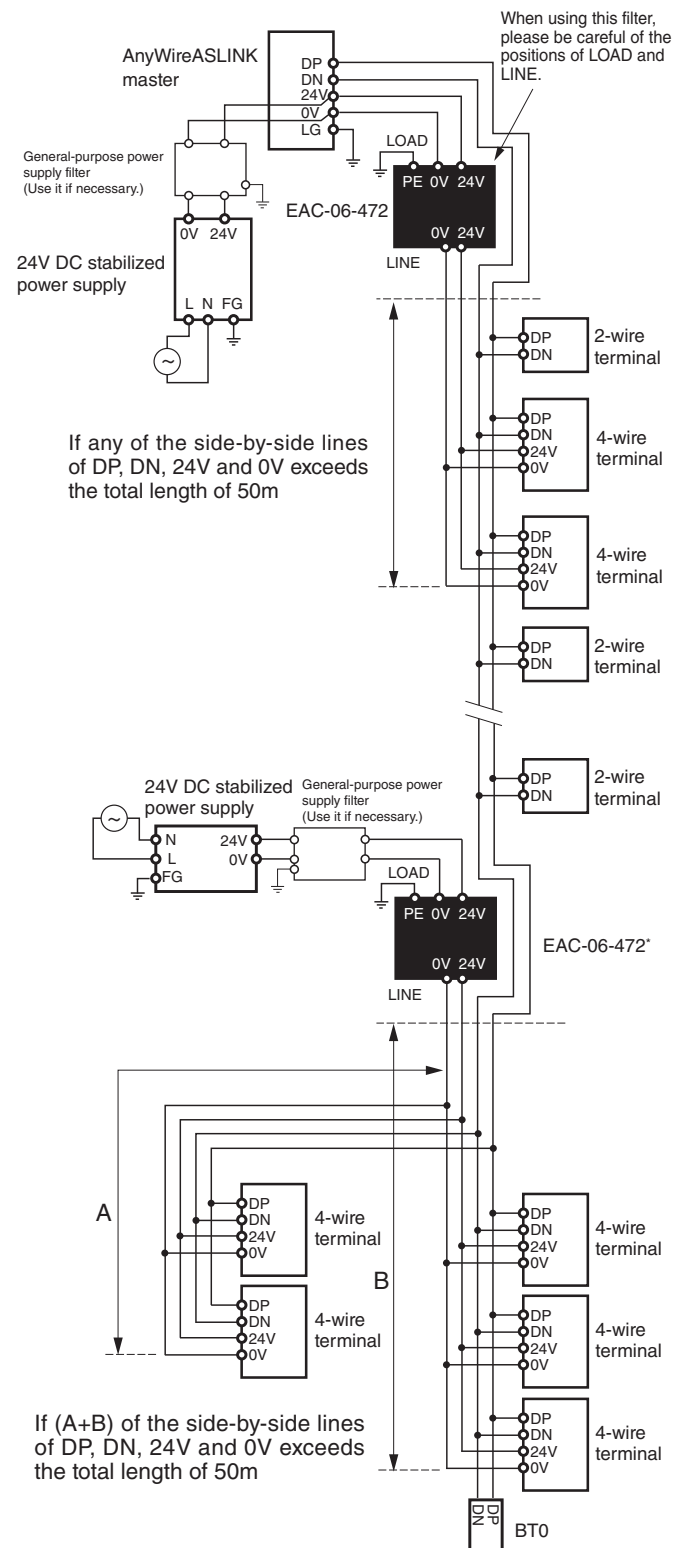 When using this filter,
please be careful of the
positions of LOAD and
LINE.
AnyWireASLINK
master
DP
DN
24V
0V
LG
General-purpose power
supply filter
(Use it if necessary.)
LOAD
PE 0V 24V
EAC-06-472
0V 24V
LINE
0V 24V
24V DC stabilized
power supply
L N FG
~
DP
DN
2-wire
terminal
If any of the side-by-side lines
of DP, DN, 24V and 0V exceeds
the total length of 50m
DP
DN
24V
0V
4-wire
terminal
DP
DN
24V
0V
4-wire
terminal
DP
DN
2-wire
terminal
DP
DN
2-wire
terminal
24V DC stabilized
power supply
General-purpose power
supply filter
(Use it if necessary.)
~
N
L
FG
24V
0V
LOAD
PE 0V 24V
EAC-06-472*
0V 24V
LINE
A
B
DP
DN
24V
0V
4-wire
terminal
DP
DN
24V
0V
4-wire
terminal
DP
DN
24V
0V
4-wire
terminal
DP
DN
24V
0V
4-wire
terminal
DP
DN
24V
0V
4-wire
terminal
If (A+B) of the side-by-side lines
of DP, DN, 24V and 0V exceeds
the total length of 50m
DP
DN
BT0